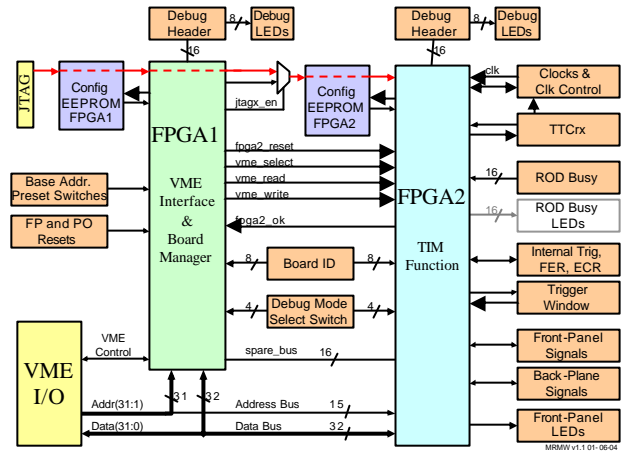 Debug
Header
8
Debug
LEDs
16
Debug
Header
8
Debug
LEDs
16
JTAG
Config
EEPROM
FPGA1
jtagx_en
Config
EEPROM
FPGA2
clk
Clocks &
Clk Control
TTCrx
FPGA1
VME
Interface
&
Board
Manager
fpga2_reset
vme_select
vme_read
vme_write
fpga2_ok
FPGA2
TIM
Function
Base Addr.
Preset Switches
FP and PO
Resets
16
ROD Busy
16
ROD Busy
LEDs
8
Board ID
8
Internal Trig,
FER, ECR
4
Debug Mode
Select Switch
4
Trigger
Window
VME
I/O
VME
Control
spare_bus
16
Front-Panel
Signals
Back-Plane
Signals
31
32
Addr(31:1)
Address Bus
15
Data(31:0)
Data Bus
32
Front-Panel
LEDs
MRMW v1.1 01-06-04